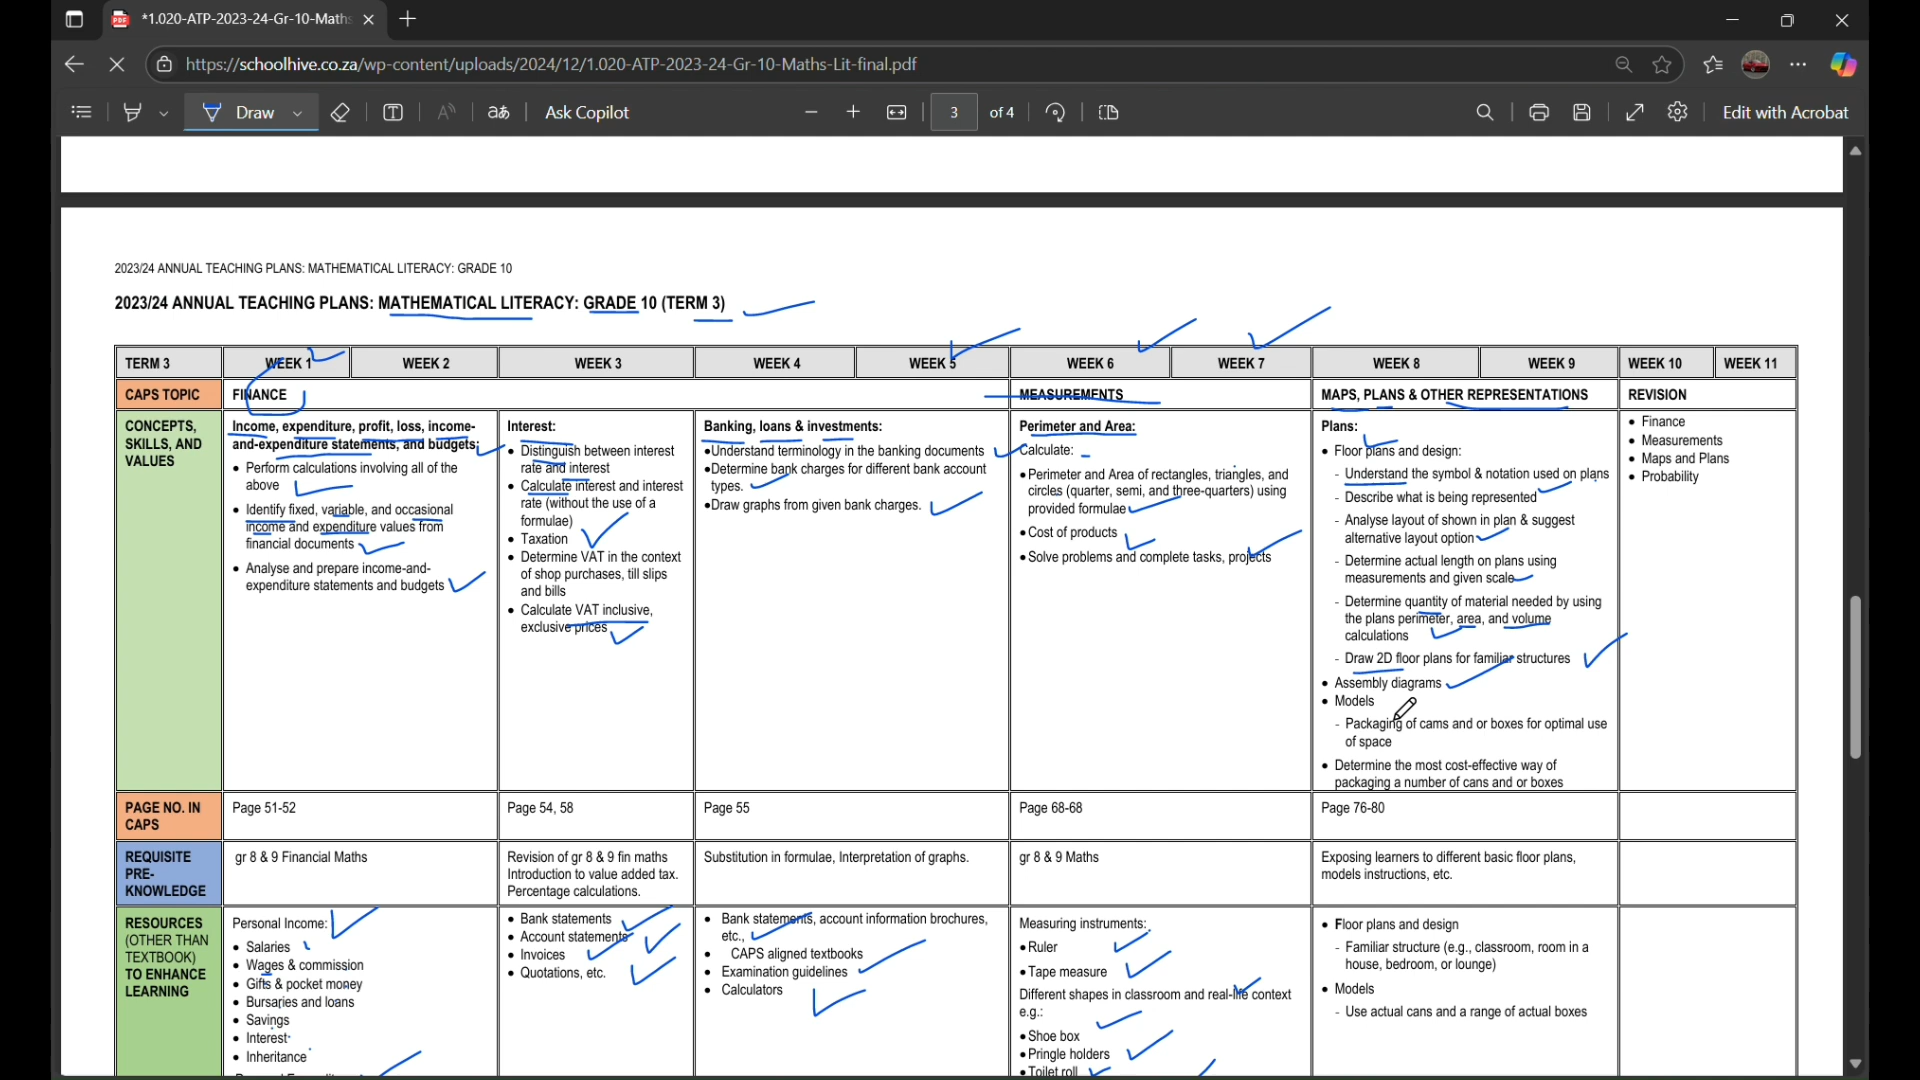 *1.020-ATP-2023-24-Gr-10-Maths
https://schoolhive.co.za/wp-content/uploads/2024/12/1.020-ATP-2023-24-Gr-10-Maths-Lit-final.pdf
Draw
Ask Copilot
3 of 4
Edit with Acrobat
2023/24 ANNUAL TEACHING PLANS: MATHEMATICAL LITERACY: GRADE 10
2023/24 ANNUAL TEACHING PLANS: MATHEMATICAL LITERACY: GRADE 10 (TERM 3)
TERM 3
WEEK 1
WEEK 2
WEEK 3
WEEK 4
WEEK 5
WEEK 6
WEEK 7
WEEK 8
WEEK 9
WEEK 10
WEEK 11
CAPS TOPIC
FINANCE
MEASUREMENTS
MAPS, PLANS & OTHER REPRESENTATIONS
REVISION
CONCEPTS,
SKILLS, AND
VALUES
Income, expenditure, profit, loss, income-
and-expenditure statements, and budgets:
• Perform calculations involving all of the
above
• Identify fixed, variable, and occasional
income and expenditure values from
financial documents
• Analyse and prepare income-and-
expenditure statements and budgets
Interest:
• Distinguish between interest
rate and interest
• Calculate interest and interest
rate (without the use of a
formulae)
• Taxation
• Determine VAT in the context
of shop purchases, till slips
and bills
• Calculate VAT inclusive,
exclusive prices
Banking, loans & investments:
•Understand terminology in the banking documents
•Determine bank charges for different bank account
types.
•Draw graphs from given bank charges.
Perimeter and Area:
Calculate:
•Perimeter and Area of rectangles, triangles, and
circles (quarter, semi, and three-quarters) using
provided formulae
•Cost of products
•Solve problems and complete tasks, projects
Plans:
• Floor plans and design:
- Understand the symbol & notation used on plans
- Describe what is being represented
- Analyse layout of shown in plan & suggest
alternative layout option
- Determine actual length on plans using
measurements and given scale
- Determine quantity of material needed by using
the plans perimeter, area, and volume
calculations
- Draw 2D floor plans for familiar structures
• Assembly diagrams
• Models
- Packaging of cams and or boxes for optimal use
of space
• Determine the most cost-effective way of
packaging a number of cans and or boxes
• Finance
• Measurements
• Maps and Plans
• Probability
PAGE NO. IN
CAPS
Page 51-52
Page 54, 58
Page 55
Page 68-68
Page 76-80
REQUISITE
PRE-
KNOWLEDGE
gr 8 & 9 Financial Maths
Revision of gr 8 & 9 fin maths
Introduction to value added tax.
Percentage calculations.
Substitution in formulae, Interpretation of graphs.
gr 8 & 9 Maths
Exposing learners to different basic floor plans,
models instructions, etc.
RESOURCES
(OTHER THAN
TEXTBOOK)
TO ENHANCE
LEARNING
Personal Income:
• Salaries
• Wages & commission
• Gifts & pocket money
• Bursaries and loans
• Savings
• Interest
• Inheritance
• Bank statements
• Account statements
• Invoices
• Quotations, etc.
• Bank statements, account information brochures,
etc.,
• CAPS aligned textbooks
• Examination guidelines
• Calculators
Measuring instruments:
•Ruler
•Tape measure
Different shapes in classroom and real-life context
e.g.:
•Shoe box
•Pringle holders
•Toilet roll
• Floor plans and design
- Familiar structure (e.g., classroom, room in a
house, bedroom, or lounge)
• Models
- Use actual cans and a range of actual boxes